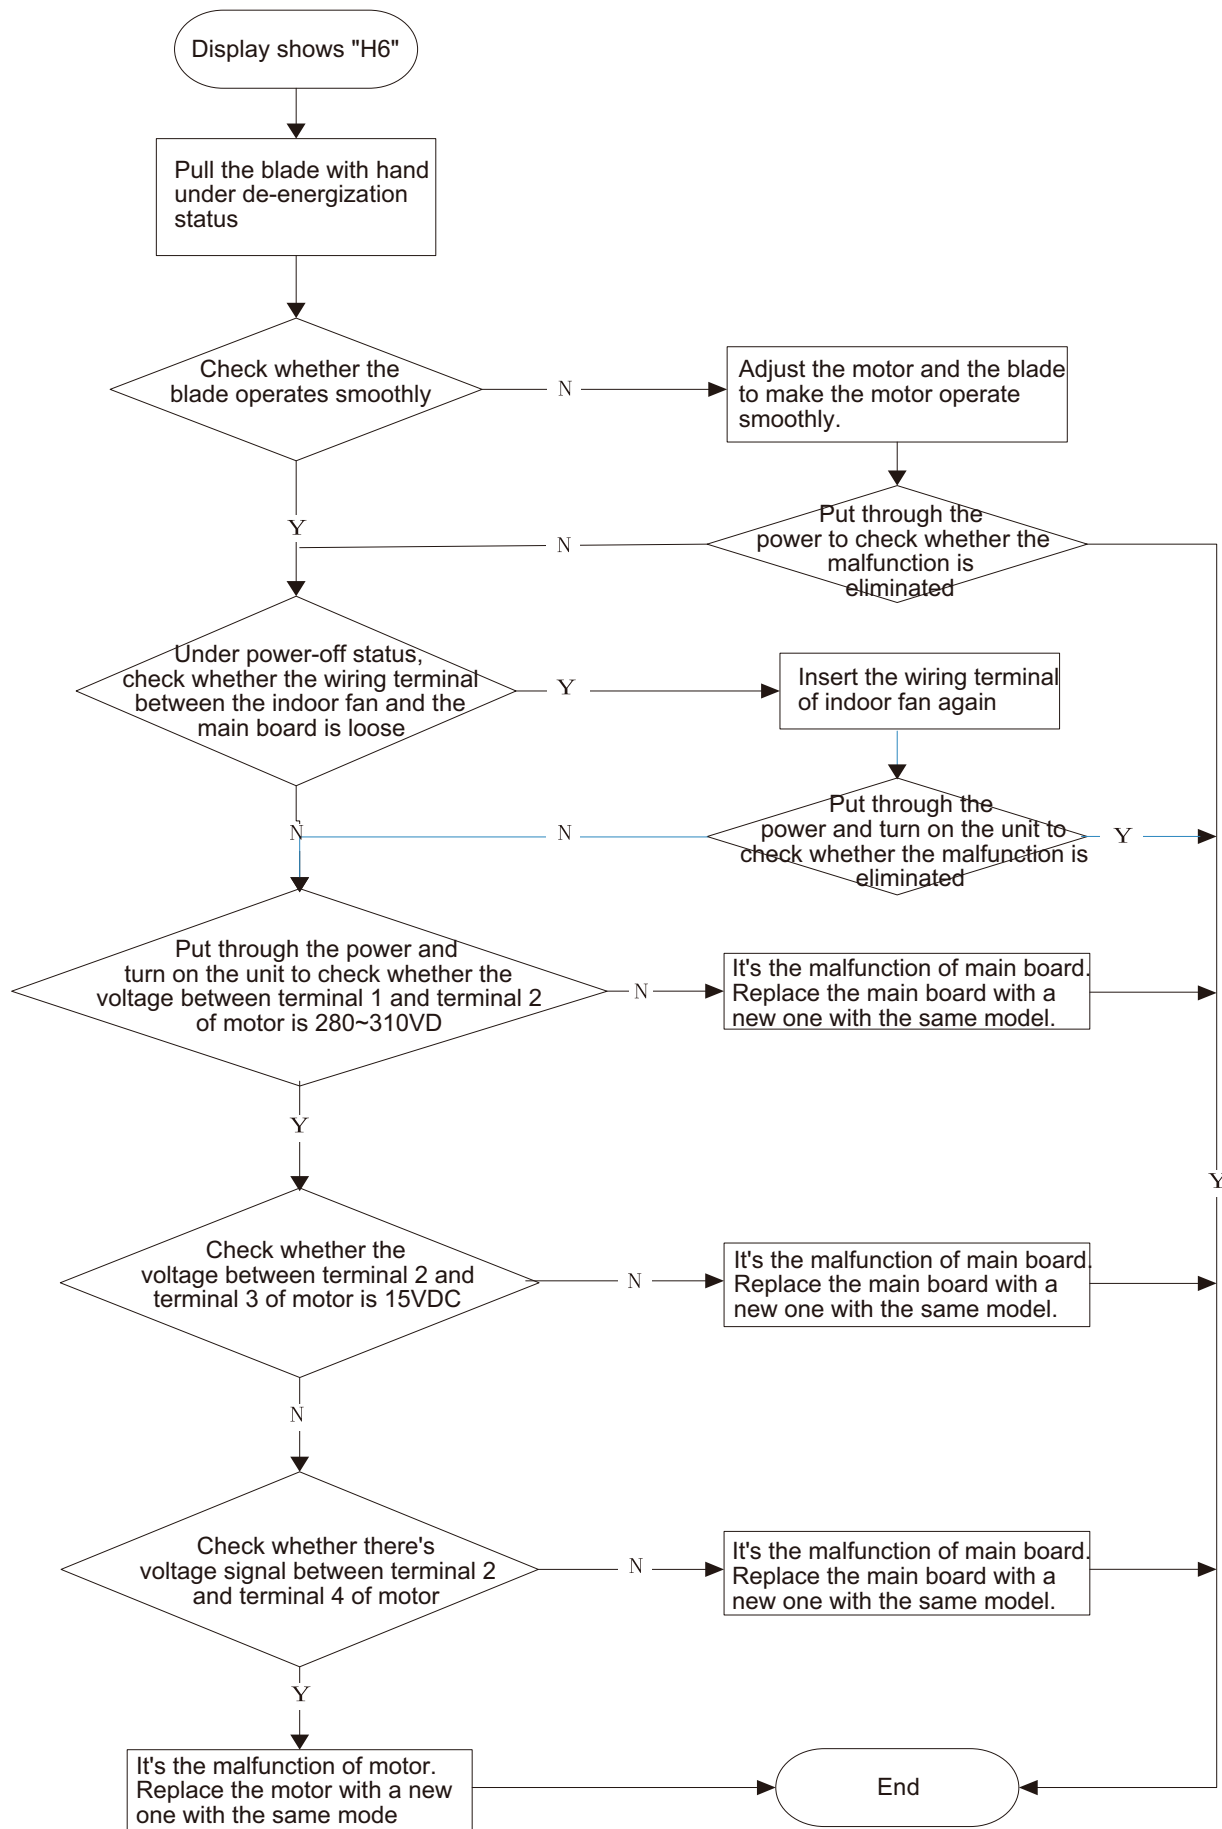 Display shows "H6"
Pull the blade with hand
under de-energization
status
Check whether the
blade operates smoothly
N
Adjust the motor and the blade
to make the motor operate
smoothly.
Y
N
Put through the
power to check whether the
malfunction is
eliminated
Under power-off status,
check whether the wiring terminal
between the indoor fan and the
main board is loose
Y
Insert the wiring terminal
of indoor fan again
N
N
Put through the
power and turn on the unit to
check whether the malfunction is
eliminated
Y
Put through the power and
turn on the unit to check whether the
voltage between terminal 1 and terminal 2
of motor is 280~310VD
N
It's the malfunction of main board.
Replace the main board with a
new one with the same model.
Y
Y
Check whether the
voltage between terminal 2 and
terminal 3 of motor is 15VDC
N
It's the malfunction of main board.
Replace the main board with a
new one with the same model.
N
Check whether there's
voltage signal between terminal 2
and terminal 4 of motor
N
It's the malfunction of main board.
Replace the main board with a
new one with the same model.
Y
It's the malfunction of motor.
Replace the motor with a new
one with the same mode
End